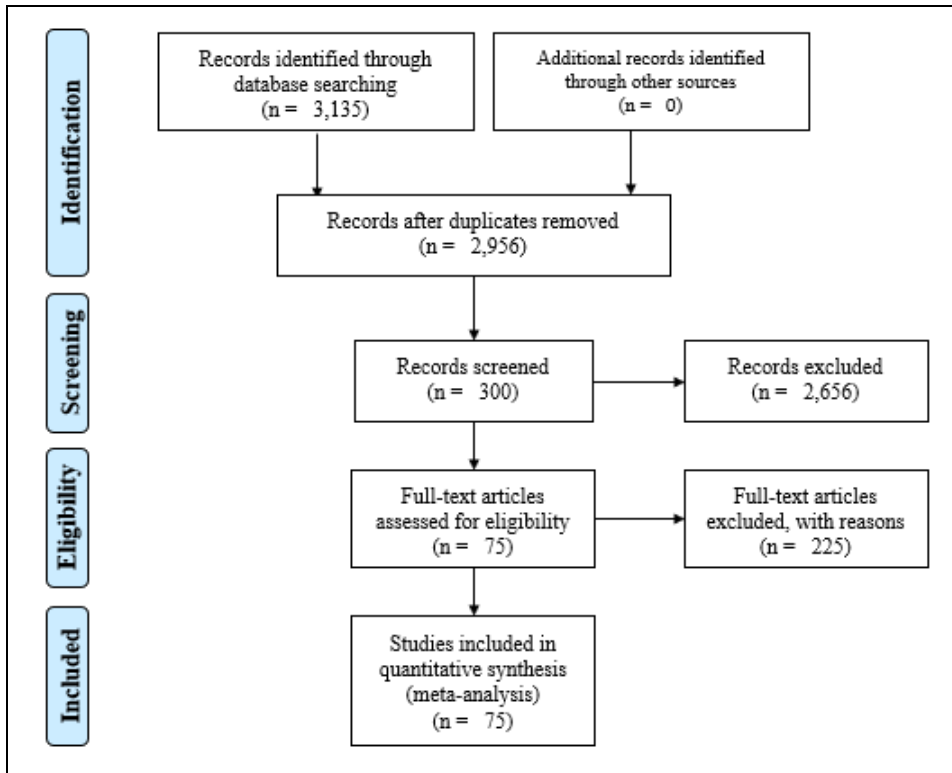 Identification
Records identified through
database searching
(n = 3,135)
Additional records identified
through other sources
(n = 0)
Records after duplicates removed
(n = 2,956)
Screening
Records screened
(n = 300)
Records excluded
(n = 2,656)
Eligibility
Full-text articles
assessed for eligibility
(n = 75)
Full-text articles
excluded, with reasons
(n = 225)
Included
Studies included in
quantitative synthesis
(meta-analysis)
(n = 75)